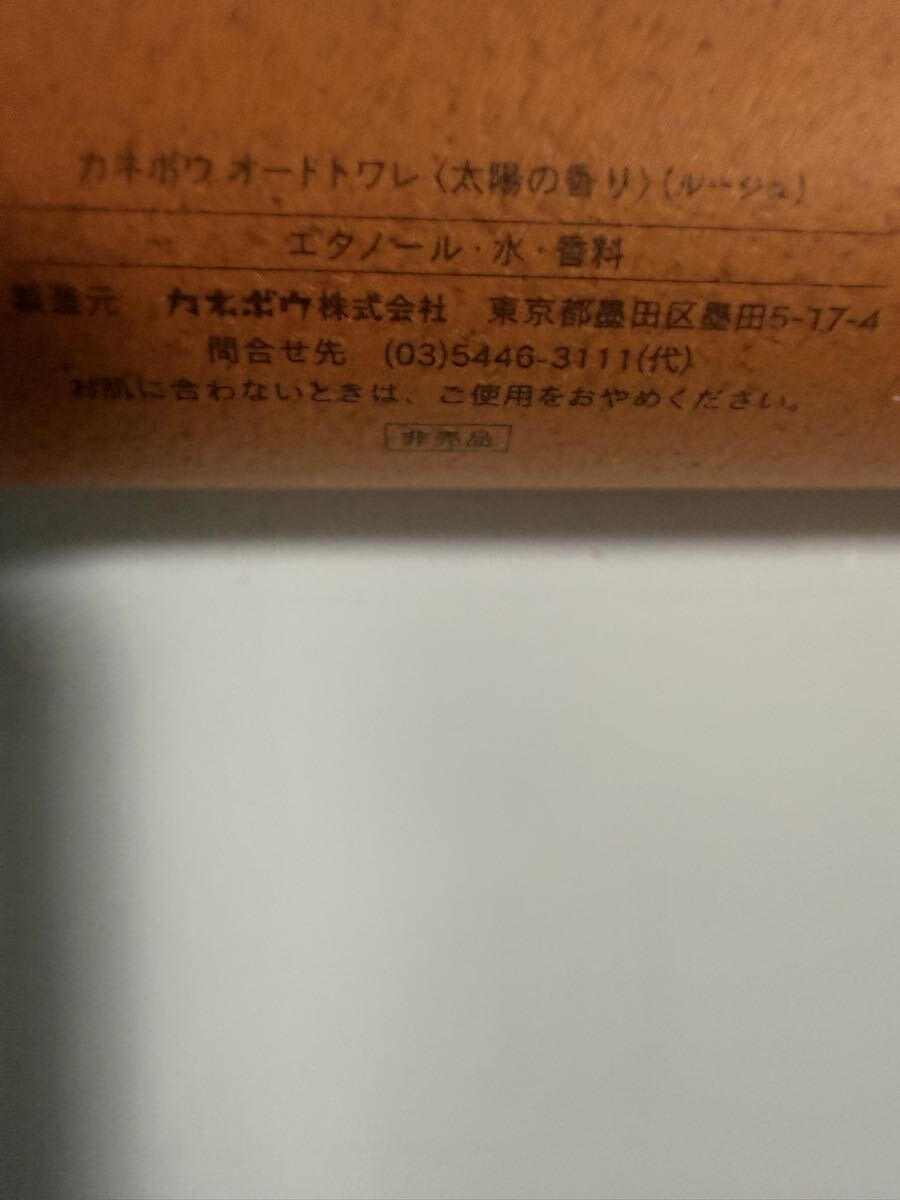 カネボウ オードトワレ〈太陽の香り〉(ルージュ)
エタノール・水・香料
製造元 カネボウ株式会社 東京都墨田区墨田5-17-4
問合せ先 (03)5446-3111(代)
お肌に合わないときは、ご使用をおやめください。
非売品